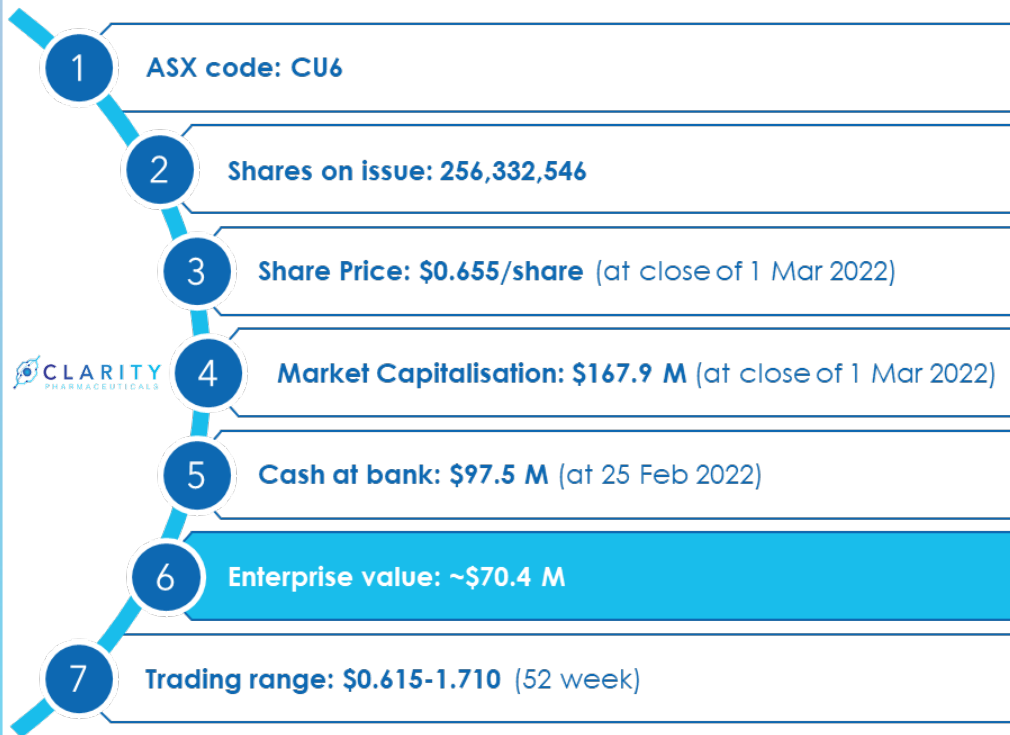 1
ASX code: CU6
2
Shares on issue: 256,332,546
3
Share Price: $0.655/share (at close of 1 Mar 2022)
CLARITY
PHARMACEUTICALS
4
Market Capitalisation: $167.9 M (at close of 1 Mar 2022)
5
Cash at bank: $97.5 M (at 25 Feb 2022)
6
Enterprise value: ~$70.4 M
7
Trading range: $0.615-1.710 (52 week)